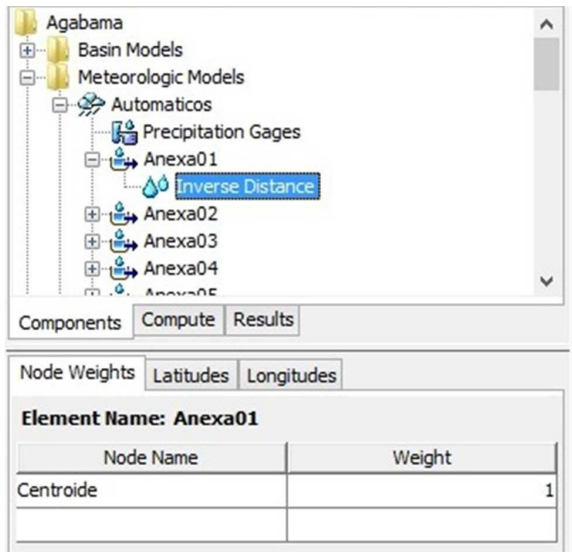 Agabama
Basin Models
Meteorologic Models
Automaticos
Precipitation Gages
Anexa01
Inverse Distance
Anexa02
Anexa03
Anexa04
Anexa05
Components Compute Results
Node Weights Latitudes Longitudes
Element Name: Anexa01
Node Name Weight
Centroide 1